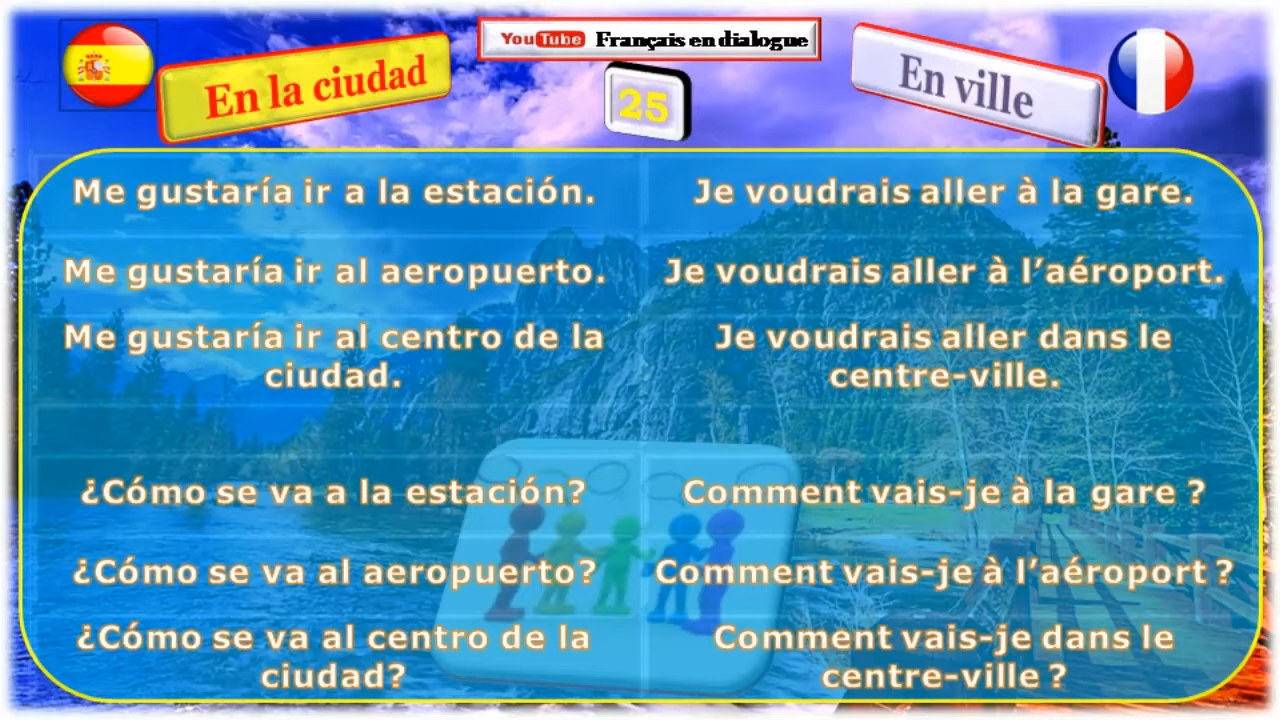 YouTube Français en dialogue
En la ciudad
25
En ville
Me gustaría ir a la estación.
Je voudrais aller à la gare.
Me gustaría ir al aeropuerto.
Je voudrais aller à l’aéroport.
Me gustaría ir al centro de la
ciudad.
Je voudrais aller dans le
centre-ville.
¿Cómo se va a la estación?
Comment vais-je à la gare ?
¿Cómo se va al aeropuerto?
Comment vais-je à l’aéroport ?
¿Cómo se va al centro de la
ciudad?
Comment vais-je dans le
centre-ville ?